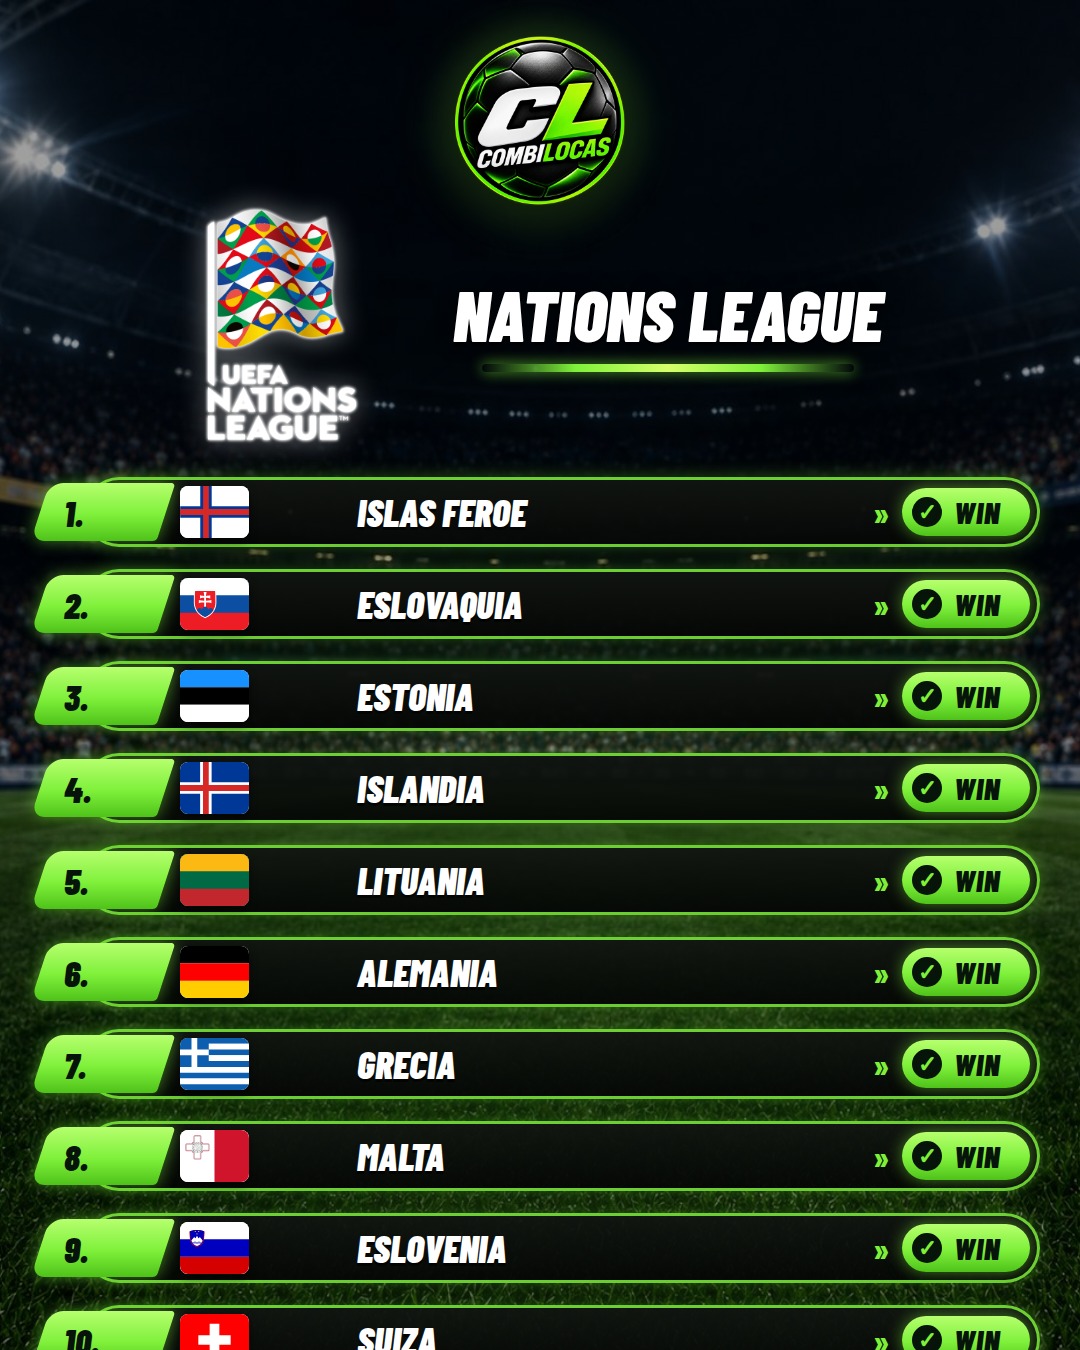 CL
COMBILOCAS
UEFA
NATIONS
LEAGUE™
NATIONS LEAGUE
1. ISLAS FEROE » ✓ WIN
2. ESLOVAQUIA » ✓ WIN
3. ESTONIA » ✓ WIN
4. ISLANDIA » ✓ WIN
5. LITUANIA » ✓ WIN
6. ALEMANIA » ✓ WIN
7. GRECIA » ✓ WIN
8. MALTA » ✓ WIN
9. ESLOVENIA » ✓ WIN
10. SUIZA » ✓ WIN